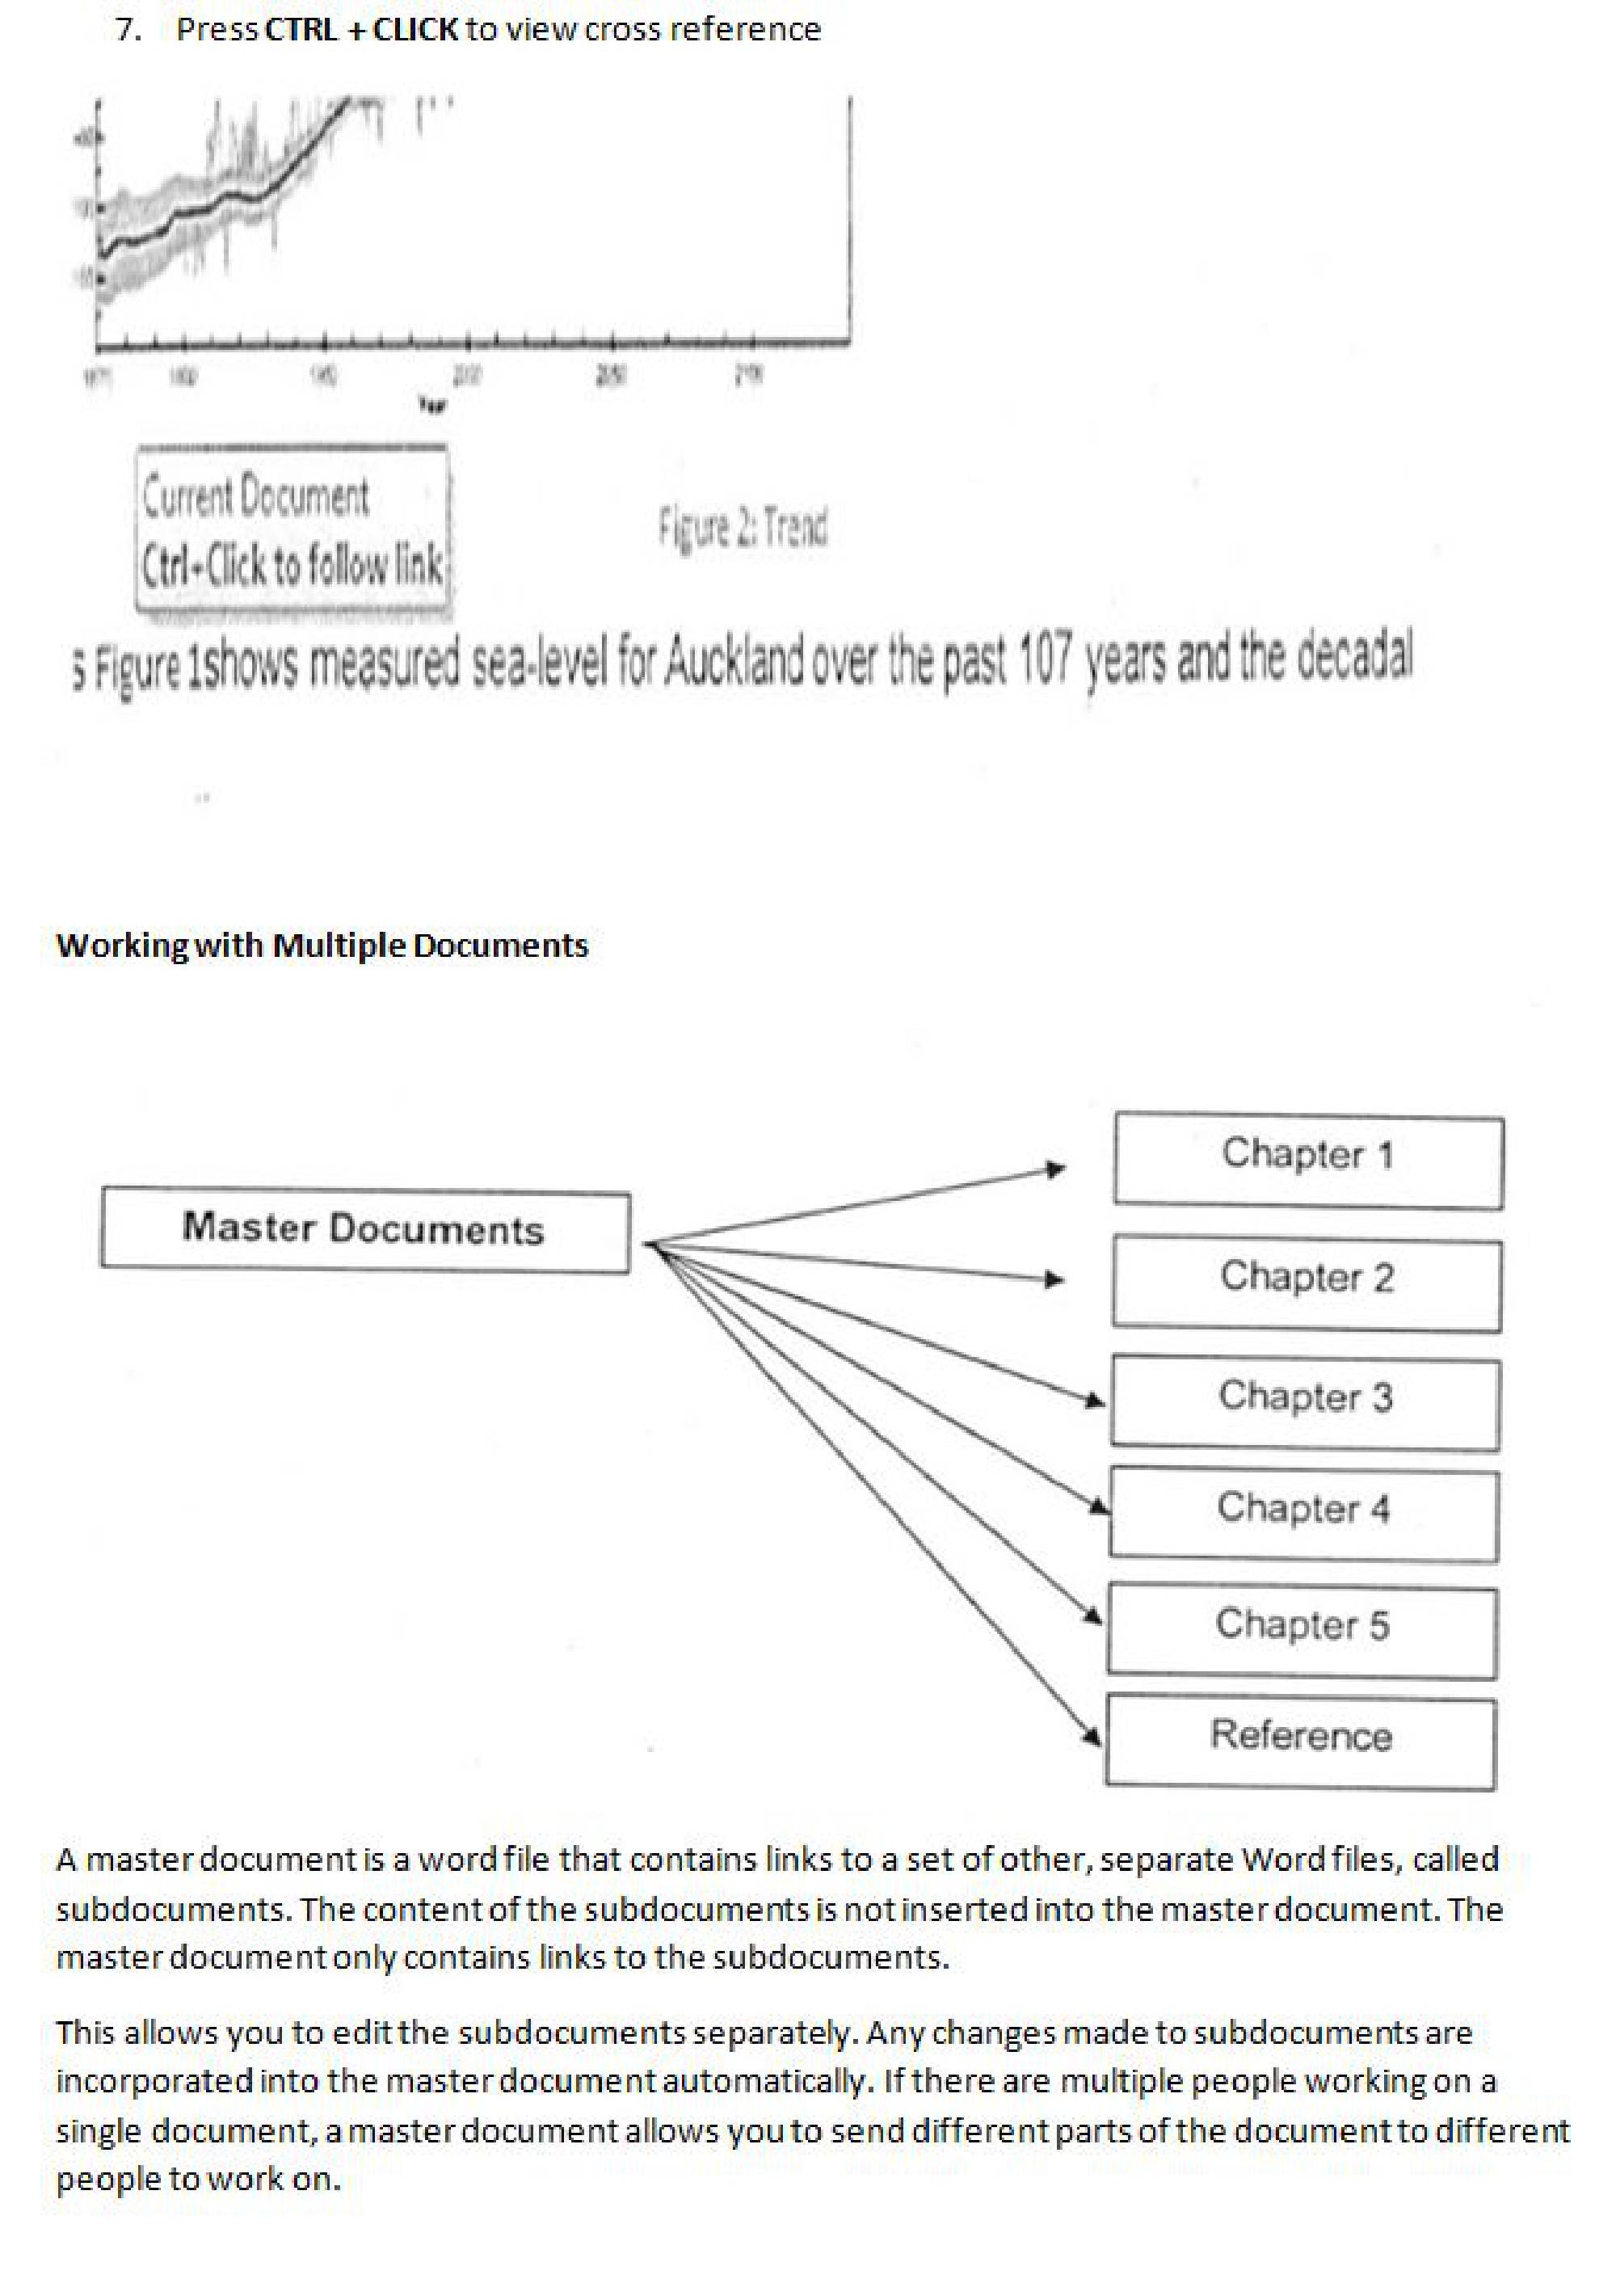 7. Press CTRL + CLICK to view cross reference
1900 1950 2000 2050 2100
Year
Current Document
Ctrl+Click to follow link
Figure 2: Trend
s Figure 1shows measured sea-level for Auckland over the past 107 years and the decadal
Working with Multiple Documents
Master Documents
Chapter 1
Chapter 2
Chapter 3
Chapter 4
Chapter 5
Reference
A master document is a word file that contains links to a set of other, separate Word files, called
subdocuments. The content of the subdocuments is not inserted into the master document. The
master document only contains links to the subdocuments.
This allows you to edit the subdocuments separately. Any changes made to subdocuments are
incorporated into the master document automatically. If there are multiple people working on a
single document, a master document allows you to send different parts of the document to different
people to work on.